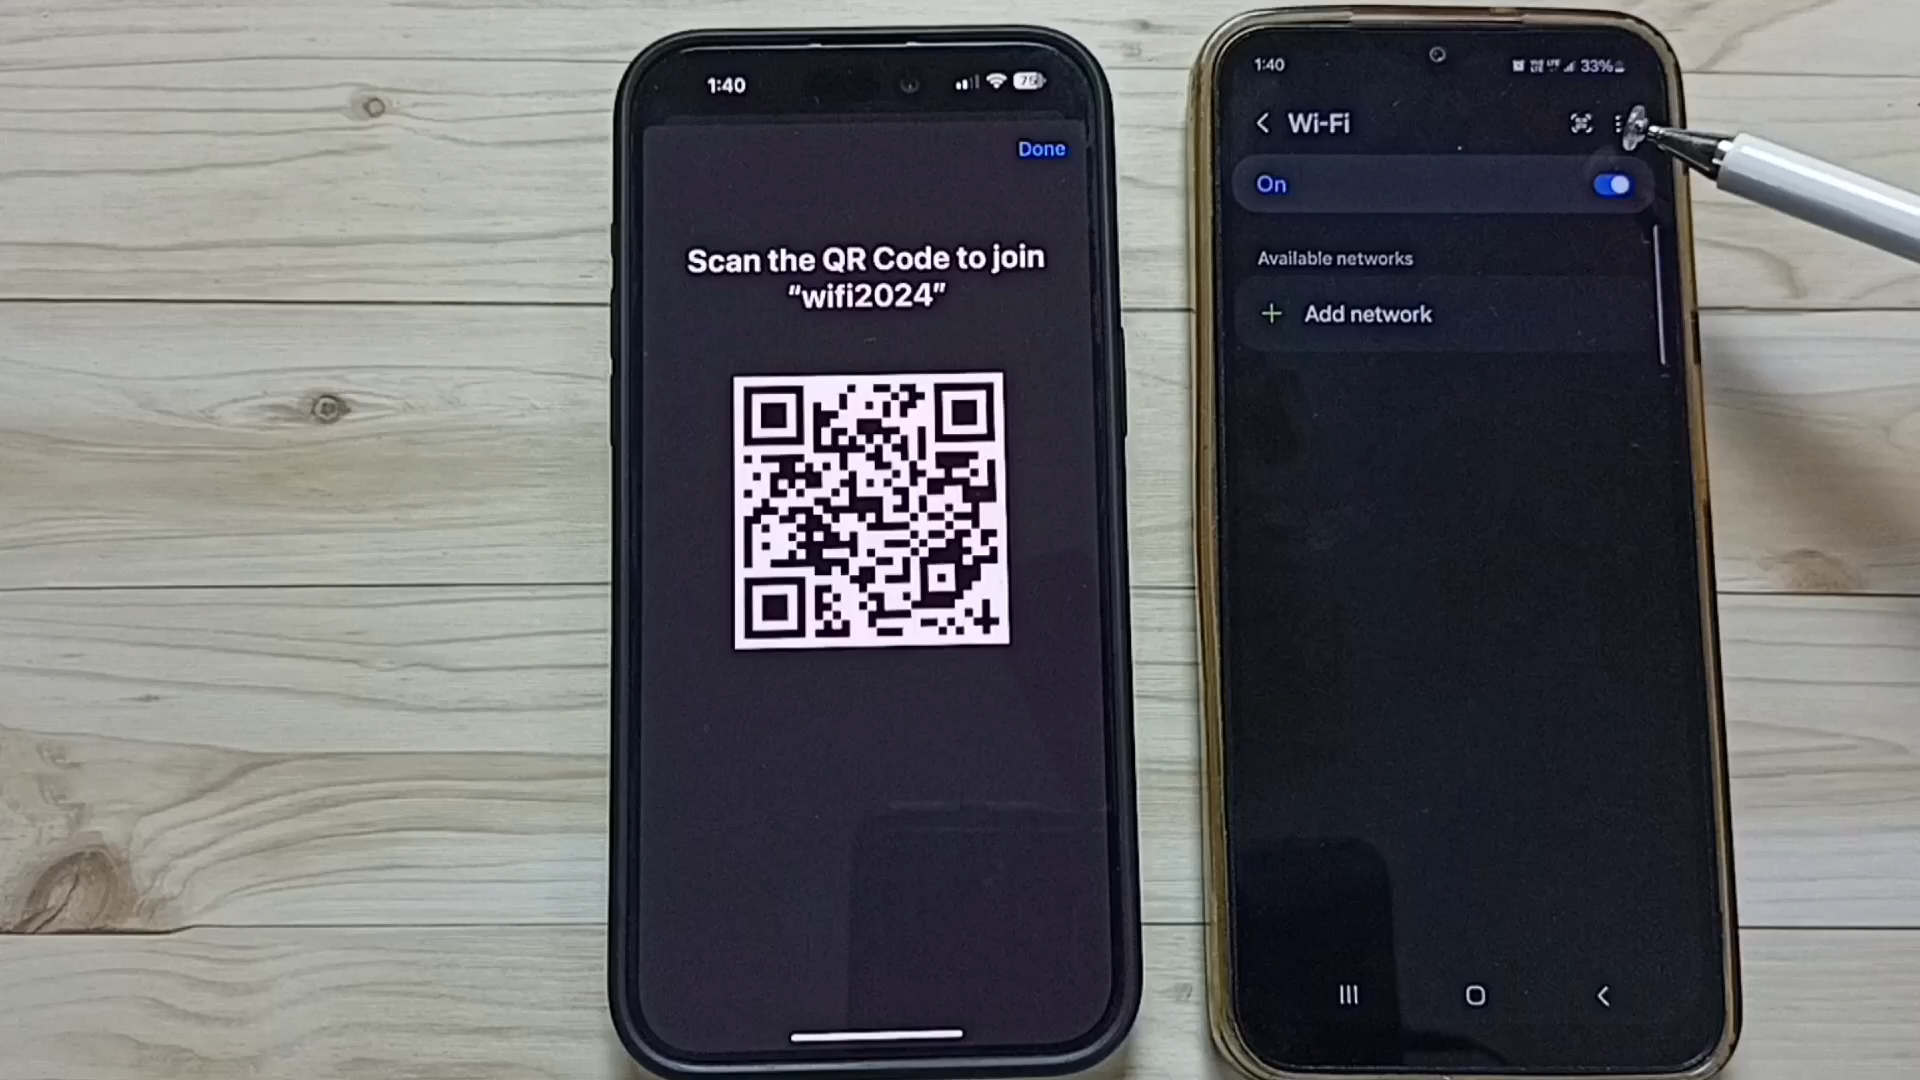 1:40
75
Done
Scan the QR Code to join
“wifi2024”
1:40
33%
Wi-Fi
On
Available networks
Add network